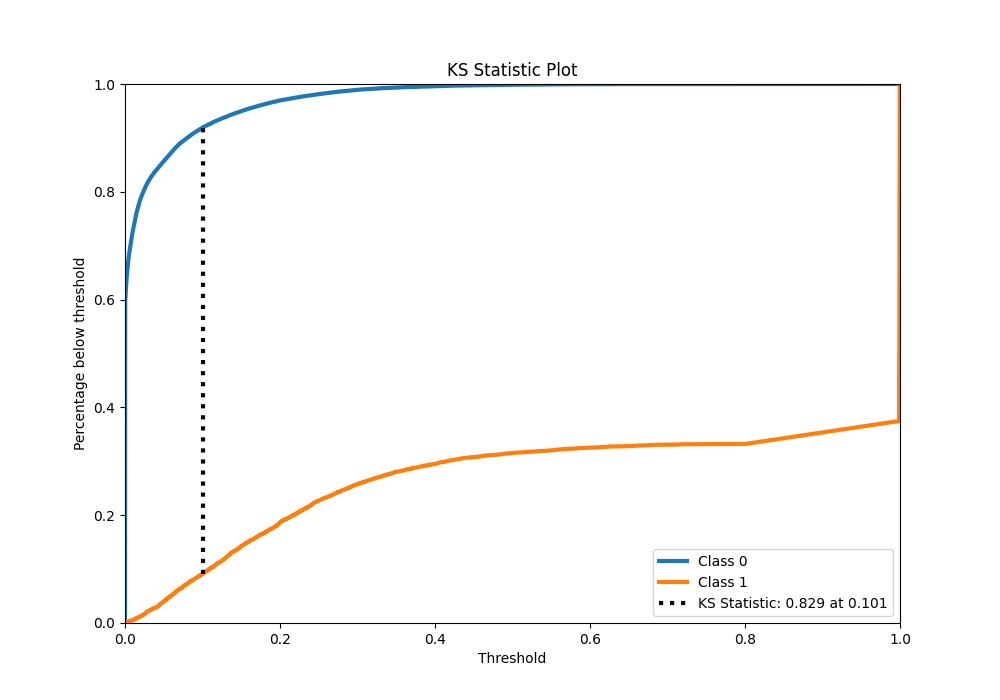 KS Statistic Plot
1.0
0.8
0.6
0.4
0.2
0.0
Percentage below threshold
0.0 0.2 0.4 0.6 0.8 1.0
Threshold
Class 0
Class 1
KS Statistic: 0.829 at 0.101